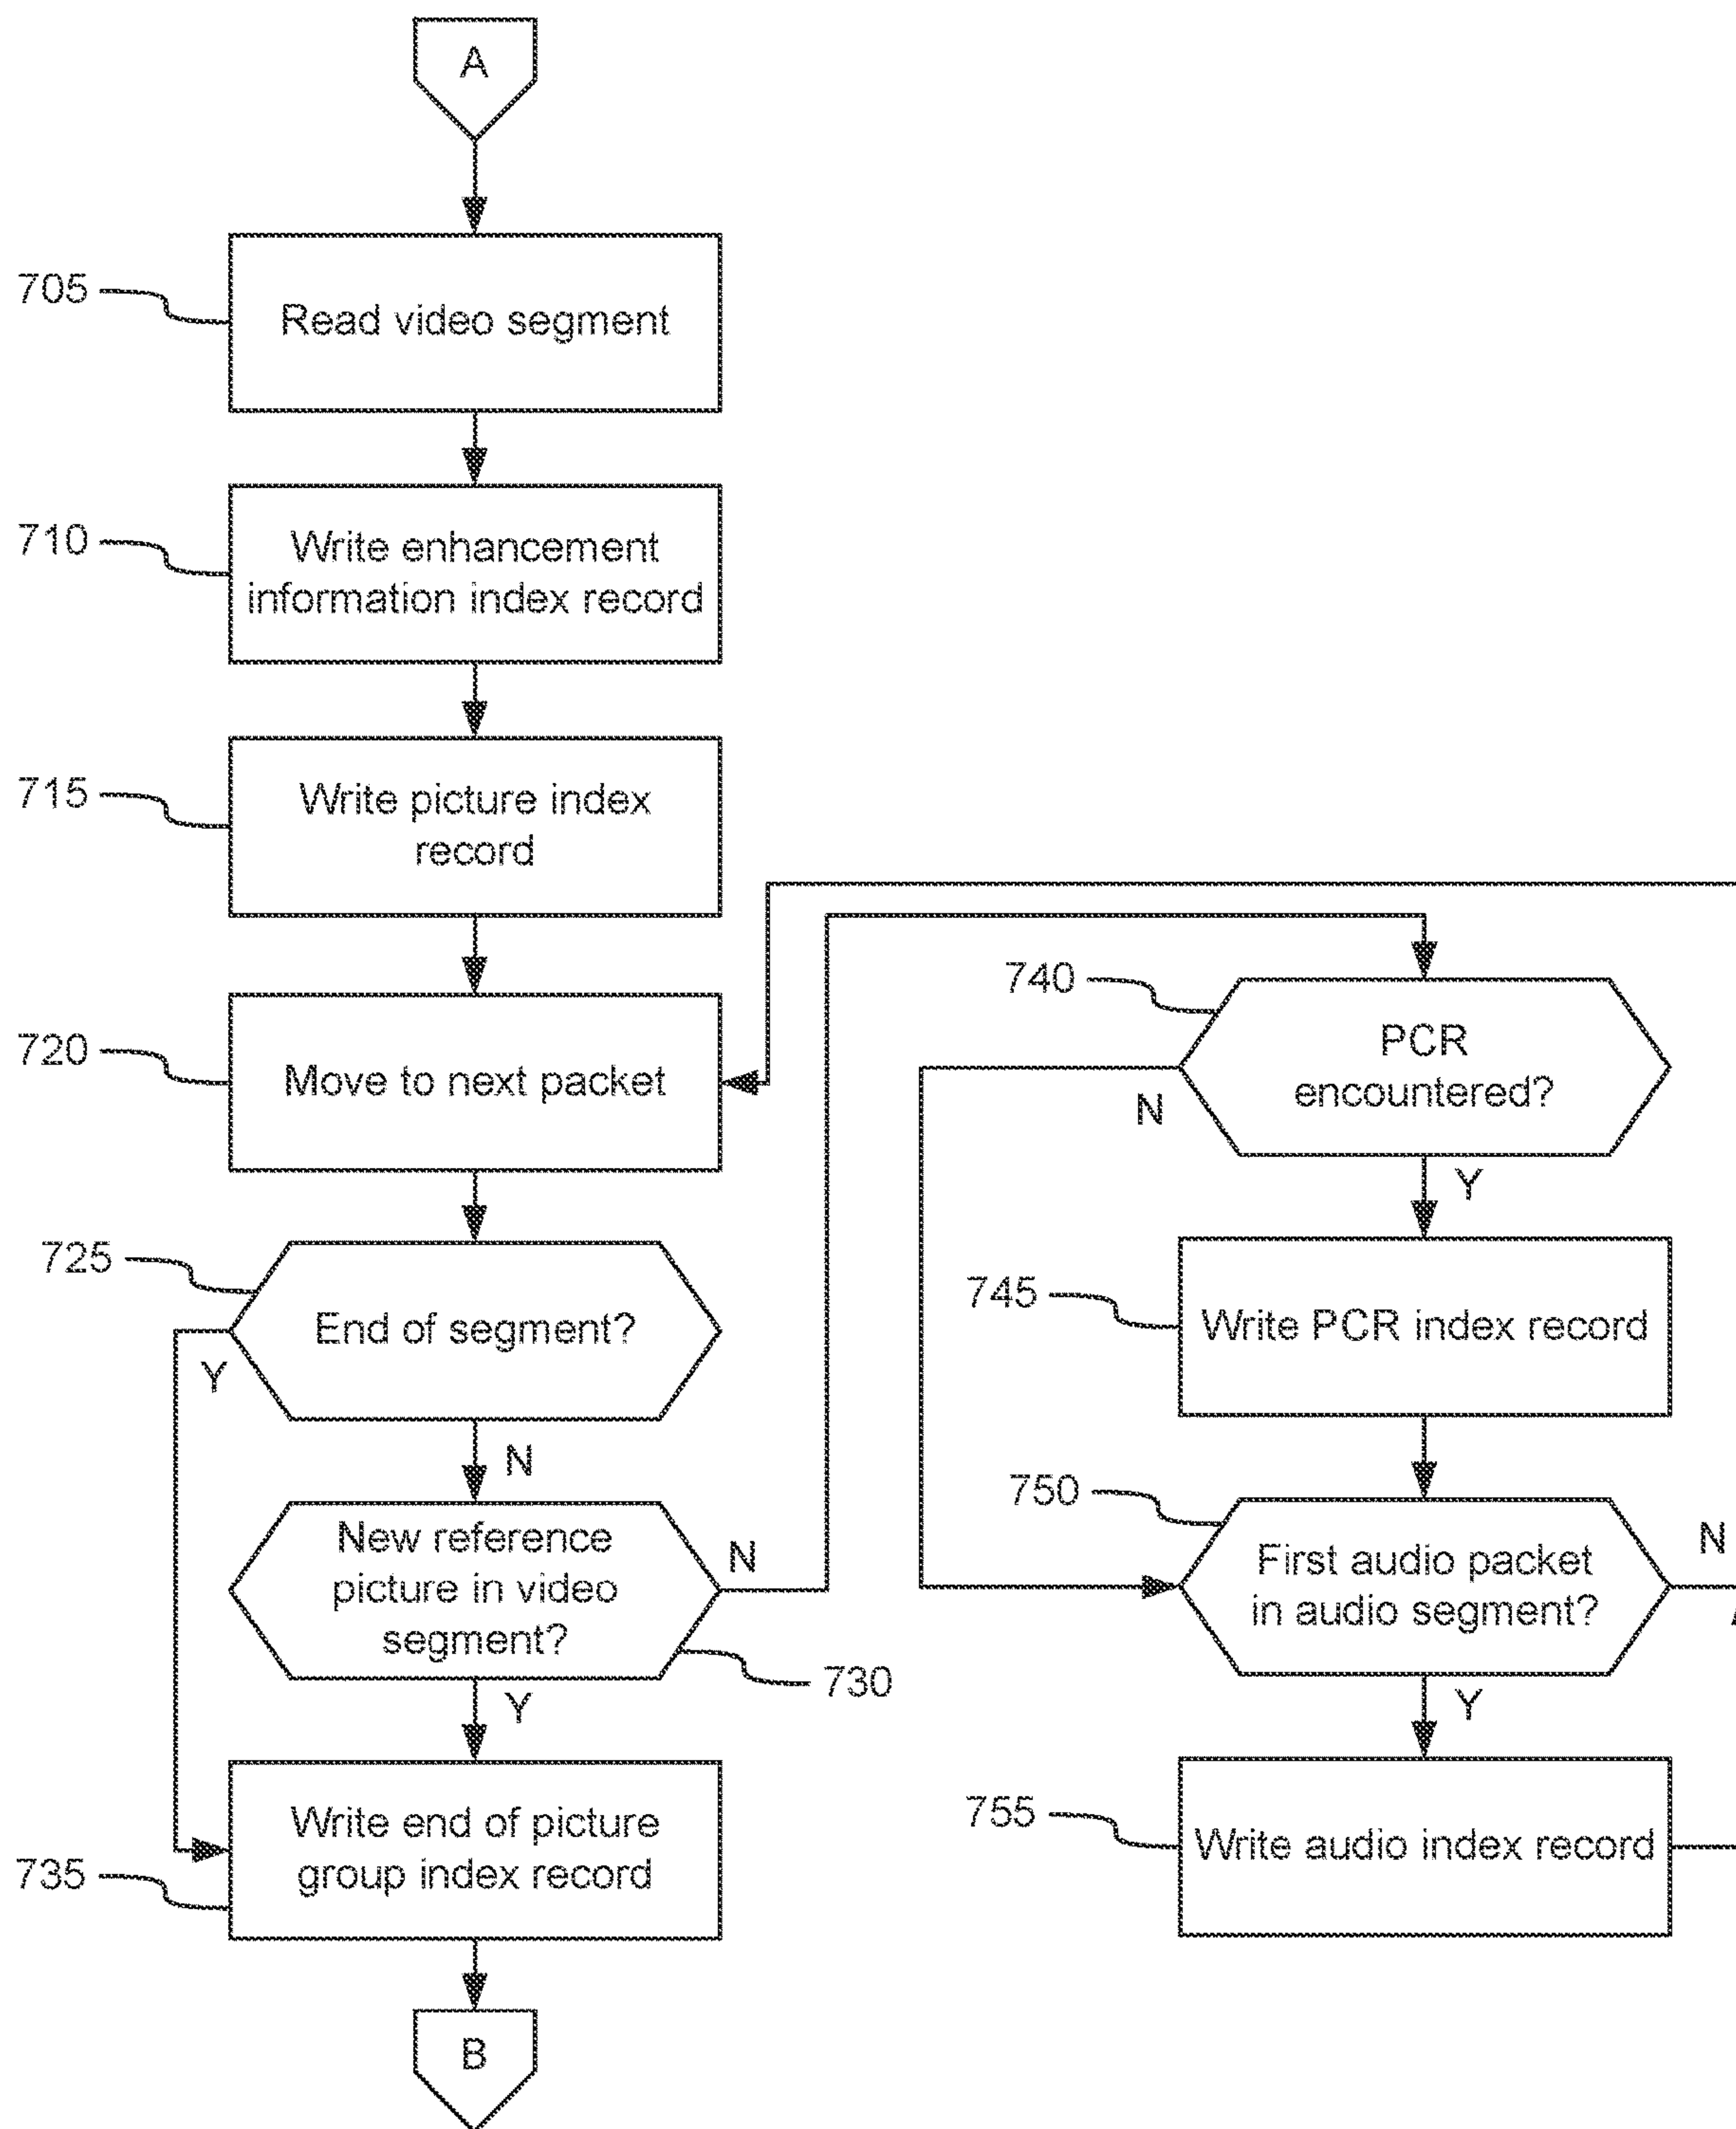 A
705
Read video segment
710
Write enhancement
information index record
715
Write picture index
record
720
Move to next packet
725
End of segment?
Y
N
New reference
picture in video
segment?
N
730
Y
Write end of picture
group index record
735
B
740
PCR
encountered?
N
Y
745
Write PCR index record
750
First audio packet
in audio segment?
N
Y
755
Write audio index record